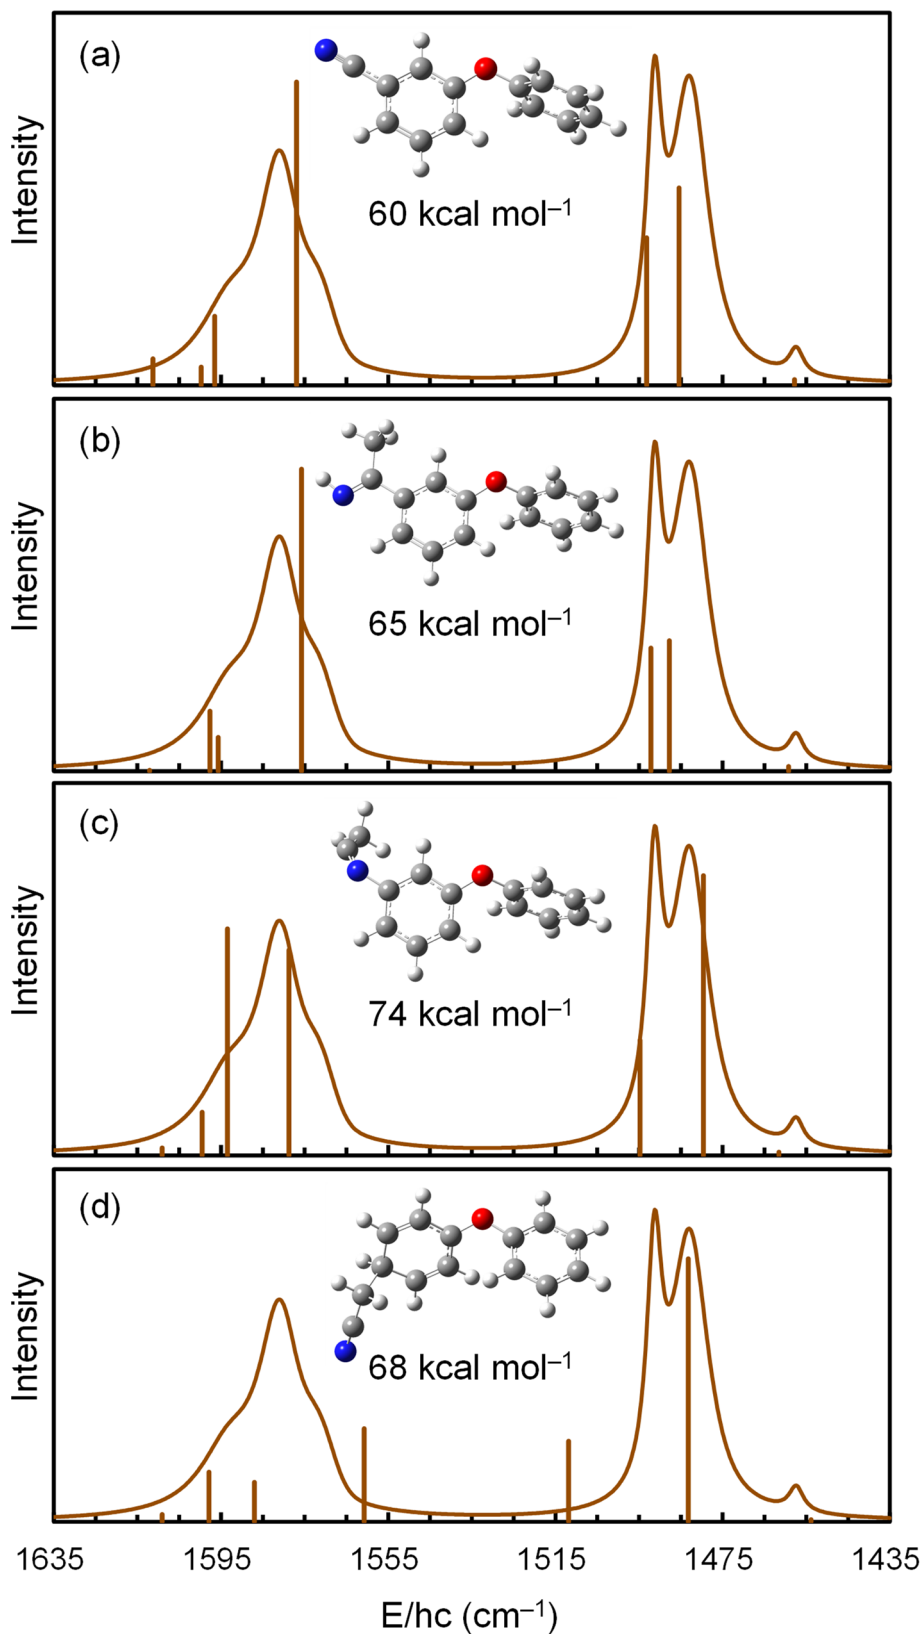 (a)
Intensity
60 kcal mol⁻¹
(b)
Intensity
65 kcal mol⁻¹
(c)
Intensity
74 kcal mol⁻¹
(d)
Intensity
68 kcal mol⁻¹
1635 1595 1555 1515 1475 1435
E/hc (cm⁻¹)